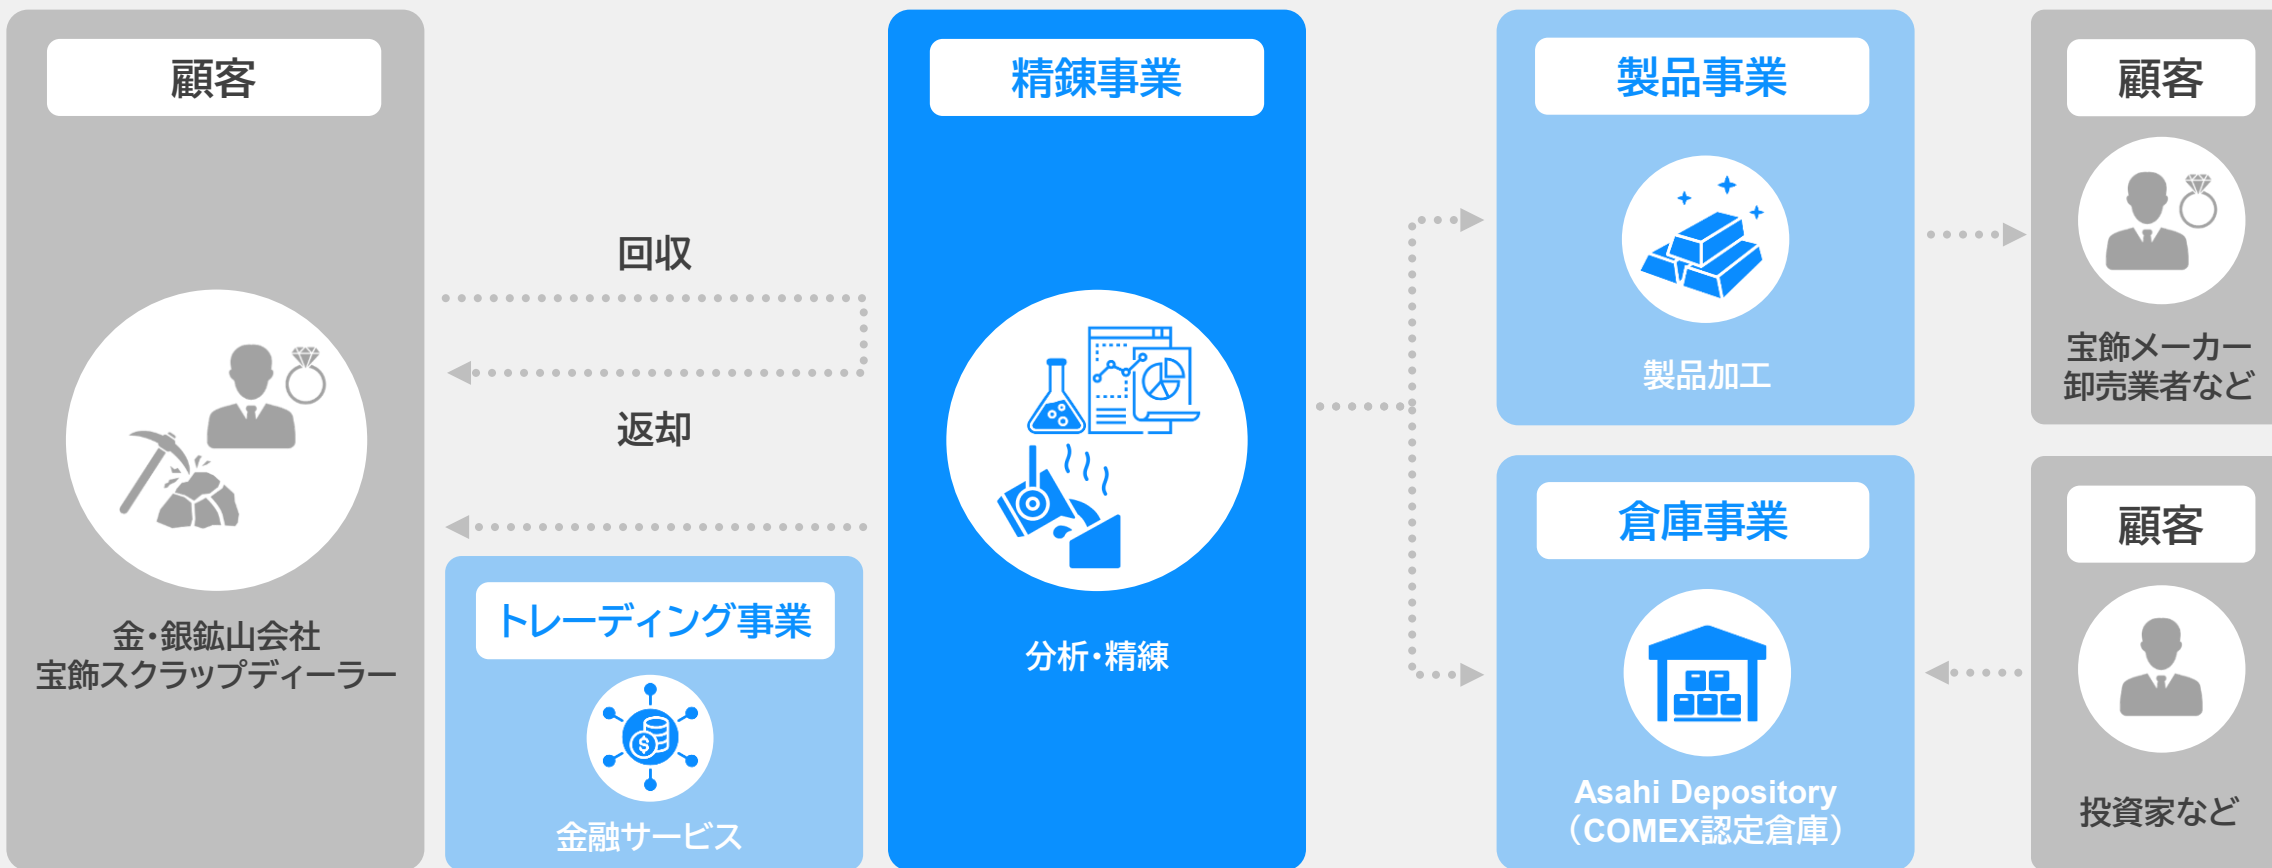 顧客
金・銀鉱山会社
宝飾スクラップディーラー
回収
返却
トレーディング事業
金融サービス
精錬事業
分析・精練
製品事業
製品加工
倉庫事業
Asahi Depository
（COMEX認定倉庫）
顧客
宝飾メーカー
卸売業者など
顧客
投資家など